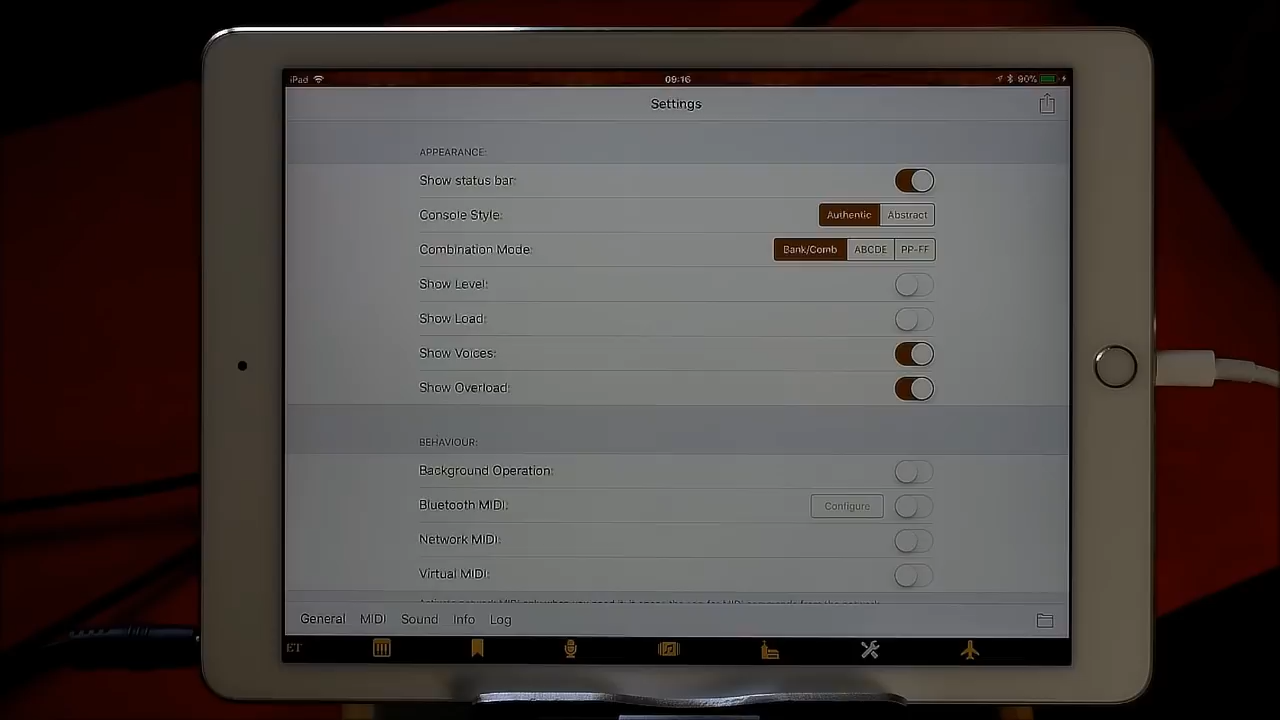 iPad 09:16 90%
Settings
APPEARANCE:
Show status bar:
Console Style: Authentic Abstract
Combination Mode: Bank/Comb ABCDE PP-FF
Show Level:
Show Load:
Show Voices:
Show Overload:
BEHAVIOUR:
Background Operation:
Bluetooth MIDI: Configure
Network MIDI:
Virtual MIDI:
General MIDI Sound Info Log
ET